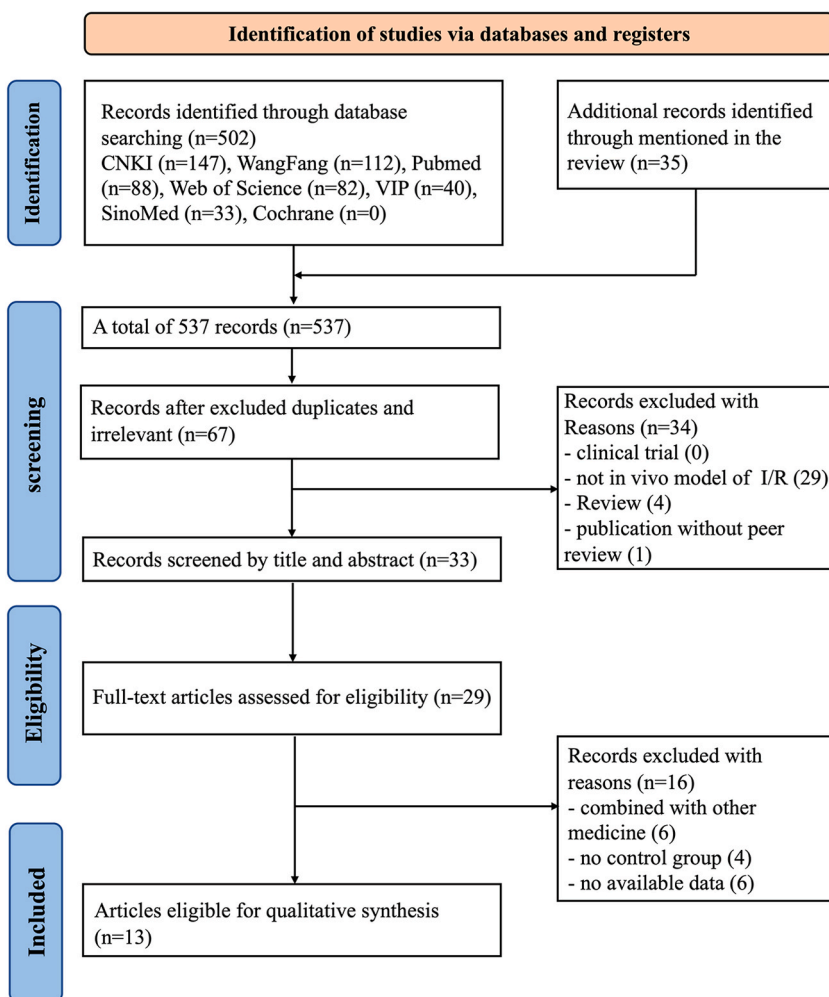 Identification of studies via databases and registers
Identification
Records identified through database
searching (n=502)
CNKI (n=147), WangFang (n=112), Pubmed
(n=88), Web of Science (n=82), VIP (n=40),
SinoMed (n=33), Cochrane (n=0)
Additional records identified
through mentioned in the
review (n=35)
screening
A total of 537 records (n=537)
Records after excluded duplicates and
irrelevant (n=67)
Records excluded with
Reasons (n=34)
- clinical trial (0)
- not in vivo model of I/R (29)
- Review (4)
- publication without peer
review (1)
Records screened by title and abstract (n=33)
Eligibility
Full-text articles assessed for eligibility (n=29)
Records excluded with
reasons (n=16)
- combined with other
medicine (6)
- no control group (4)
- no available data (6)
Included
Articles eligible for qualitative synthesis
(n=13)